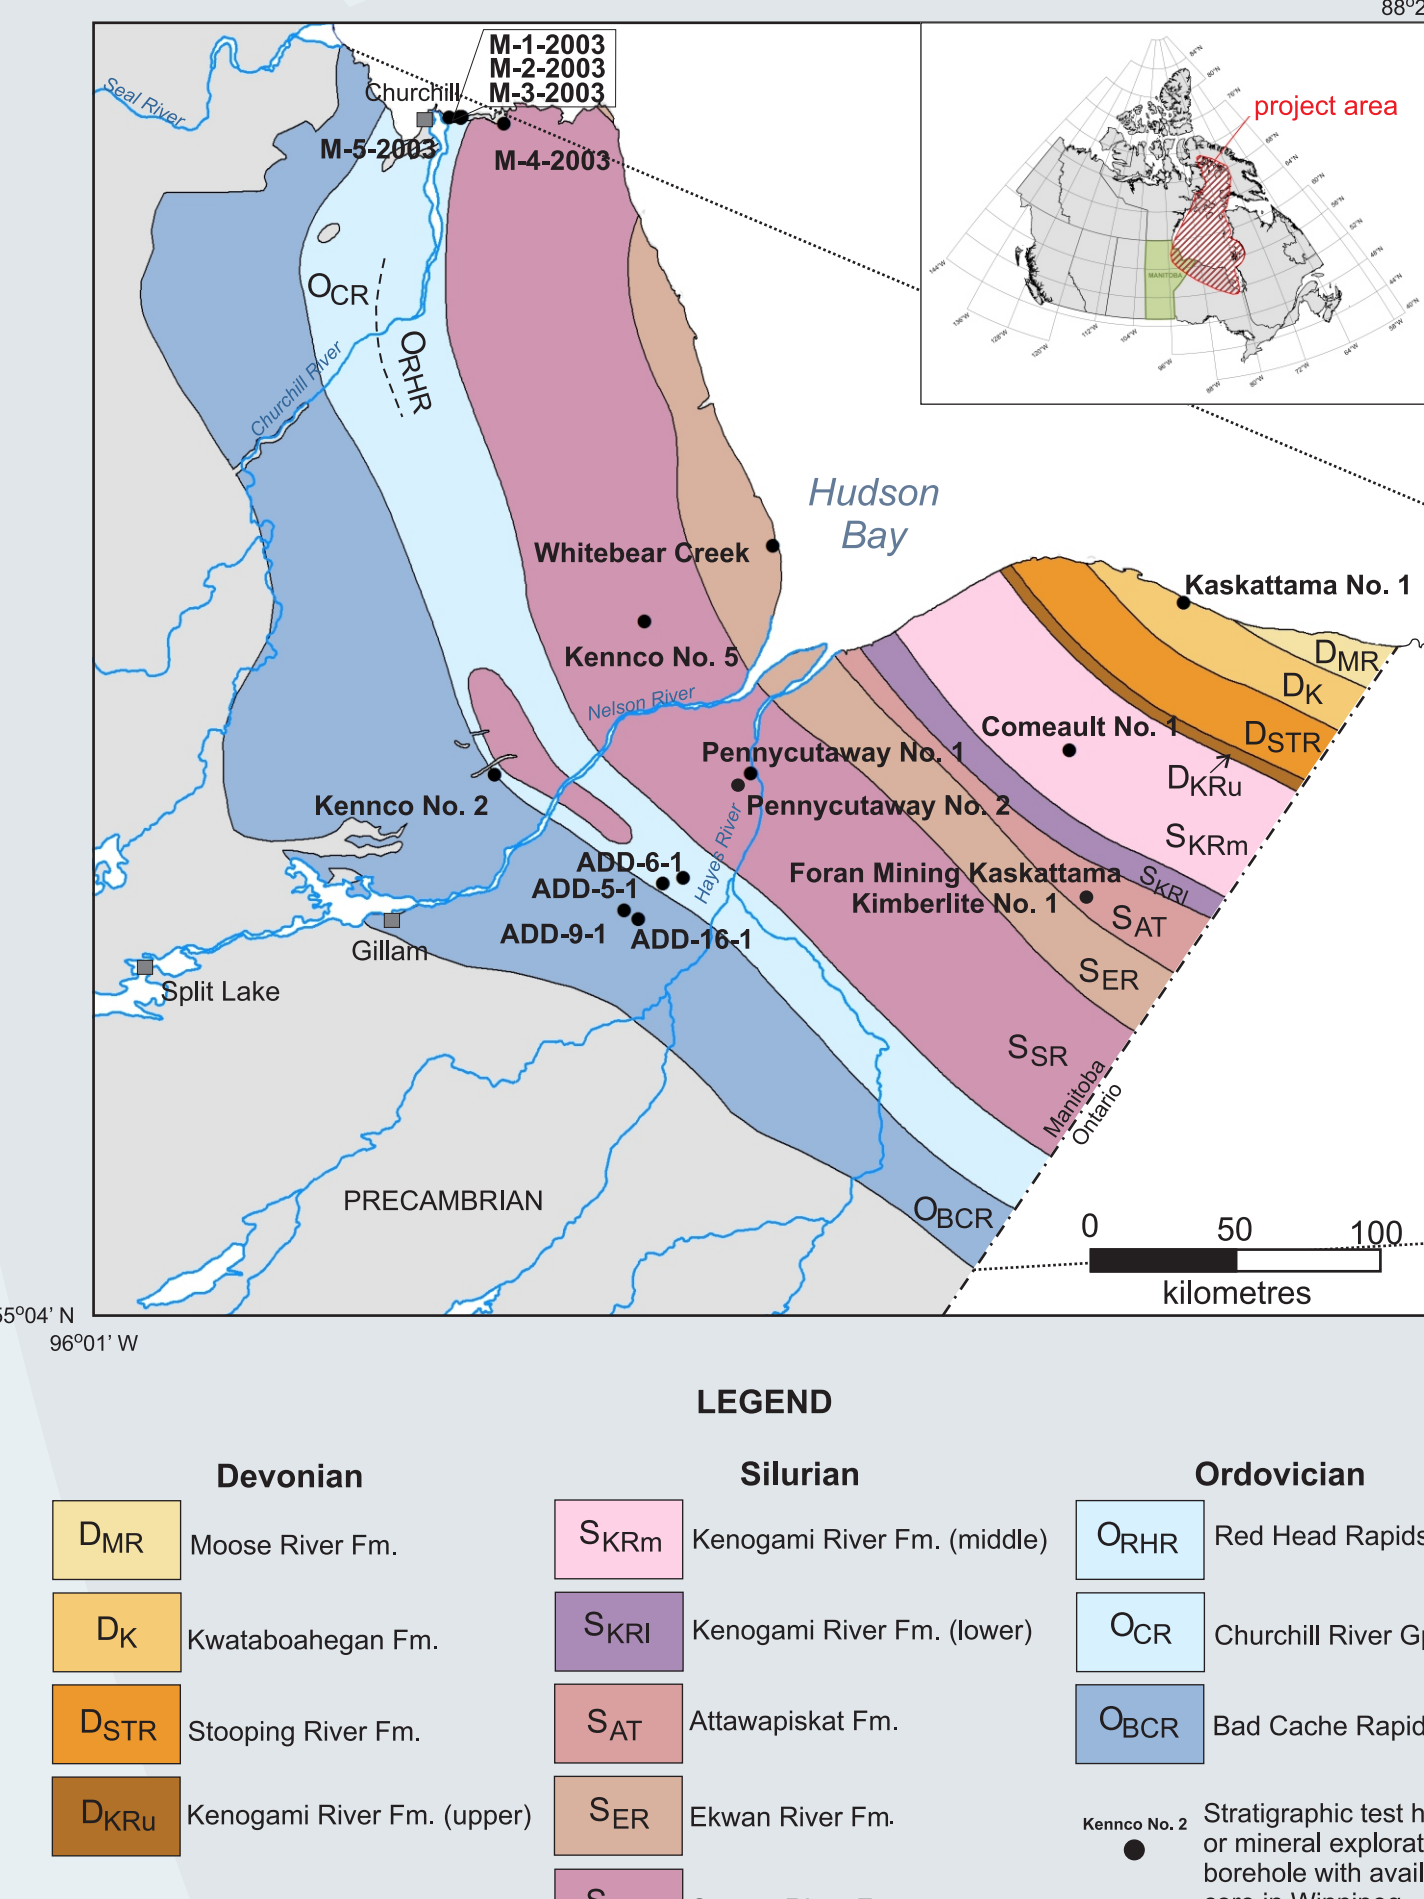 88°2
M-1-2003
M-2-2003
M-3-2003
Churchill
Seal River
M-5-2003
M-4-2003
project area
MANITOBA
OCR
ORHR
Churchill River
Hudson
Bay
Whitebear Creek
Kaskattama No. 1
Kennco No. 5
DMR
DK
Nelson River
Comeault No. 1
DSTR
Pennycutaway No. 1
DKRu
Kennco No. 2
Pennycutaway No. 2
SKRm
Hayes River
ADD-6-1
Foran Mining Kaskattama
Kimberlite No. 1
SKRl
ADD-5-1
SAT
ADD-9-1
ADD-16-1
Gillam
SER
Split Lake
SSR
Manitoba
Ontario
PRECAMBRIAN
OBCR
0 50 100
kilometres
55°04' N
96°01' W
LEGEND
Devonian
DMR Moose River Fm.
DK Kwataboahegan Fm.
DSTR Stooping River Fm.
DKRu Kenogami River Fm. (upper)
Silurian
SKRm Kenogami River Fm. (middle)
SKRl Kenogami River Fm. (lower)
SAT Attawapiskat Fm.
SER Ekwan River Fm.
Ordovician
ORHR Red Head Rapids
OCR Churchill River Gp
OBCR Bad Cache Rapid
Kennco No. 2
Stratigraphic test h
or mineral explorat
borehole with avail